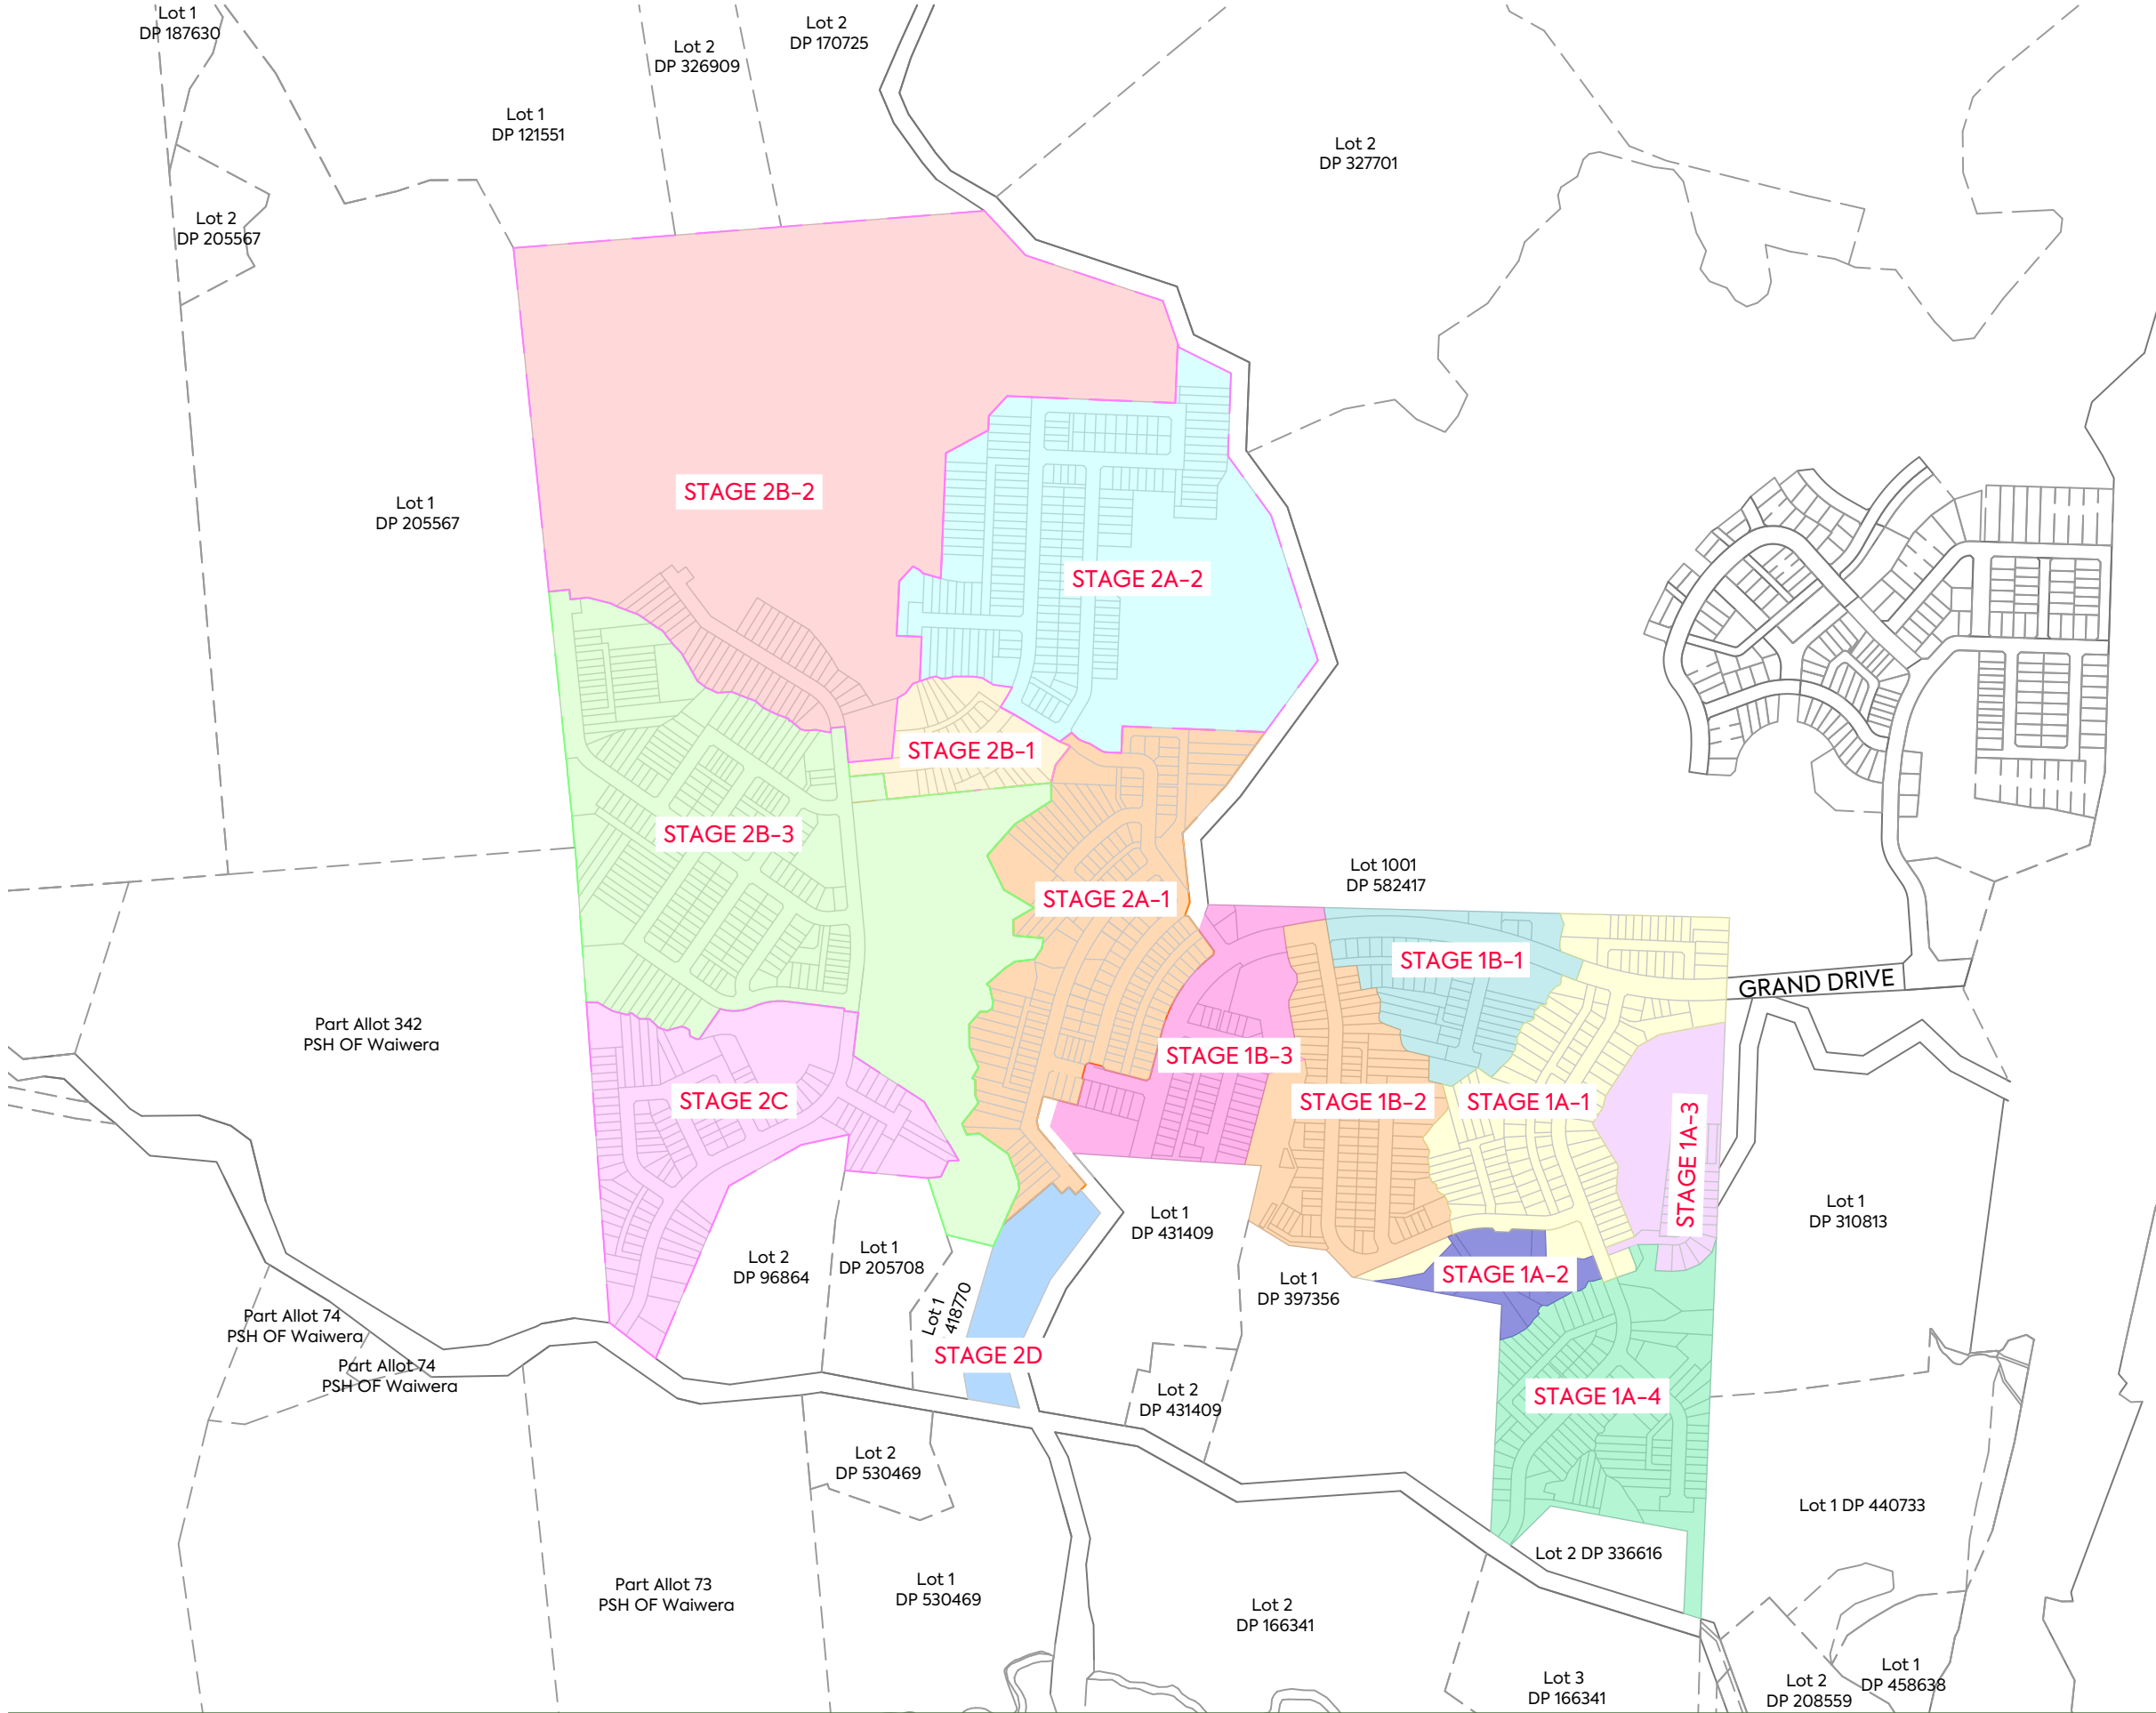 Lot 1
DP 187630
Lot 2
DP 326909
Lot 2
DP 170725
Lot 1
DP 121551
Lot 2
DP 327701
Lot 2
DP 205567
STAGE 2B-2
Lot 1
DP 205567
STAGE 2A-2
STAGE 2B-1
STAGE 2B-3
Lot 1001
DP 582417
STAGE 2A-1
STAGE 1B-1
GRAND DRIVE
Part Allot 342
PSH OF Waiwera
STAGE 1B-3
STAGE 2C
STAGE 1B-2
STAGE 1A-1
STAGE 1A-3
Lot 1
DP 431409
Lot 1
DP 310813
Lot 2
DP 96864
Lot 1
DP 205708
Lot 1
418770
Lot 1
DP 397356
STAGE 1A-2
Part Allot 74
PSH OF Waiwera
Part Allot 74
PSH OF Waiwera
STAGE 2D
Lot 2
DP 431409
STAGE 1A-4
Lot 2
DP 530469
Lot 1 DP 440733
Lot 2 DP 336616
Part Allot 73
PSH OF Waiwera
Lot 1
DP 530469
Lot 2
DP 166341
Lot 3
DP 166341
Lot 2
DP 208559
Lot 1
DP 458638